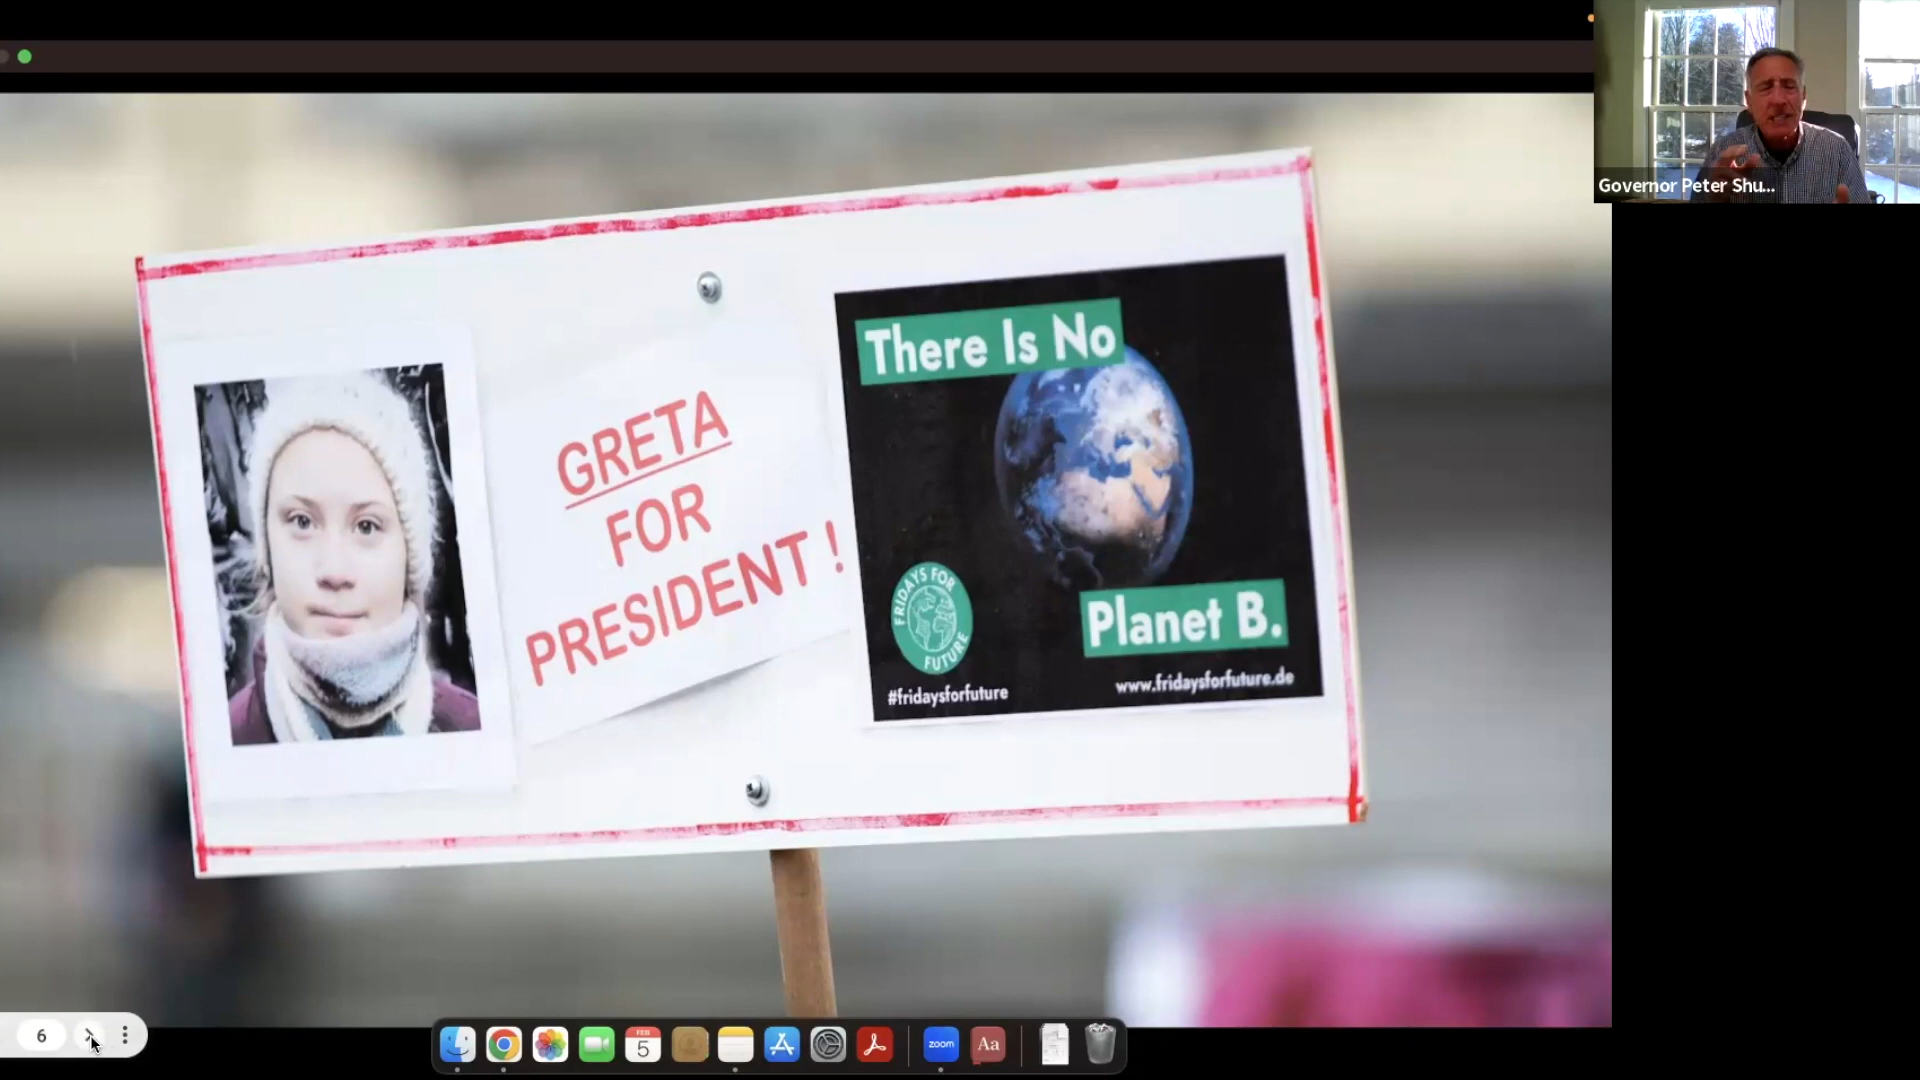 Governor Peter Shu...
GRETA
FOR
PRESIDENT !
There Is No
Planet B.
FRIDAYS FOR
FUTURE
#fridaysforfuture
www.fridaysforfuture.de
6
FEB
5
zoom
Aa